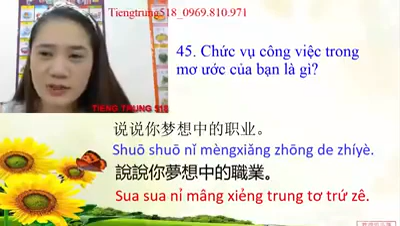 Tiengtrung518_0969.810.971
45. Chức vụ công việc trong
mơ ước của bạn là gì?
TIENG TRUNG 518
说说你梦想中的职业。
Shuō shuō nǐ mèngxiǎng zhōng de zhíyè.
說說你夢想中的職業。
Sua sua nỉ mâng xiẻng trung tơ trứ zê.